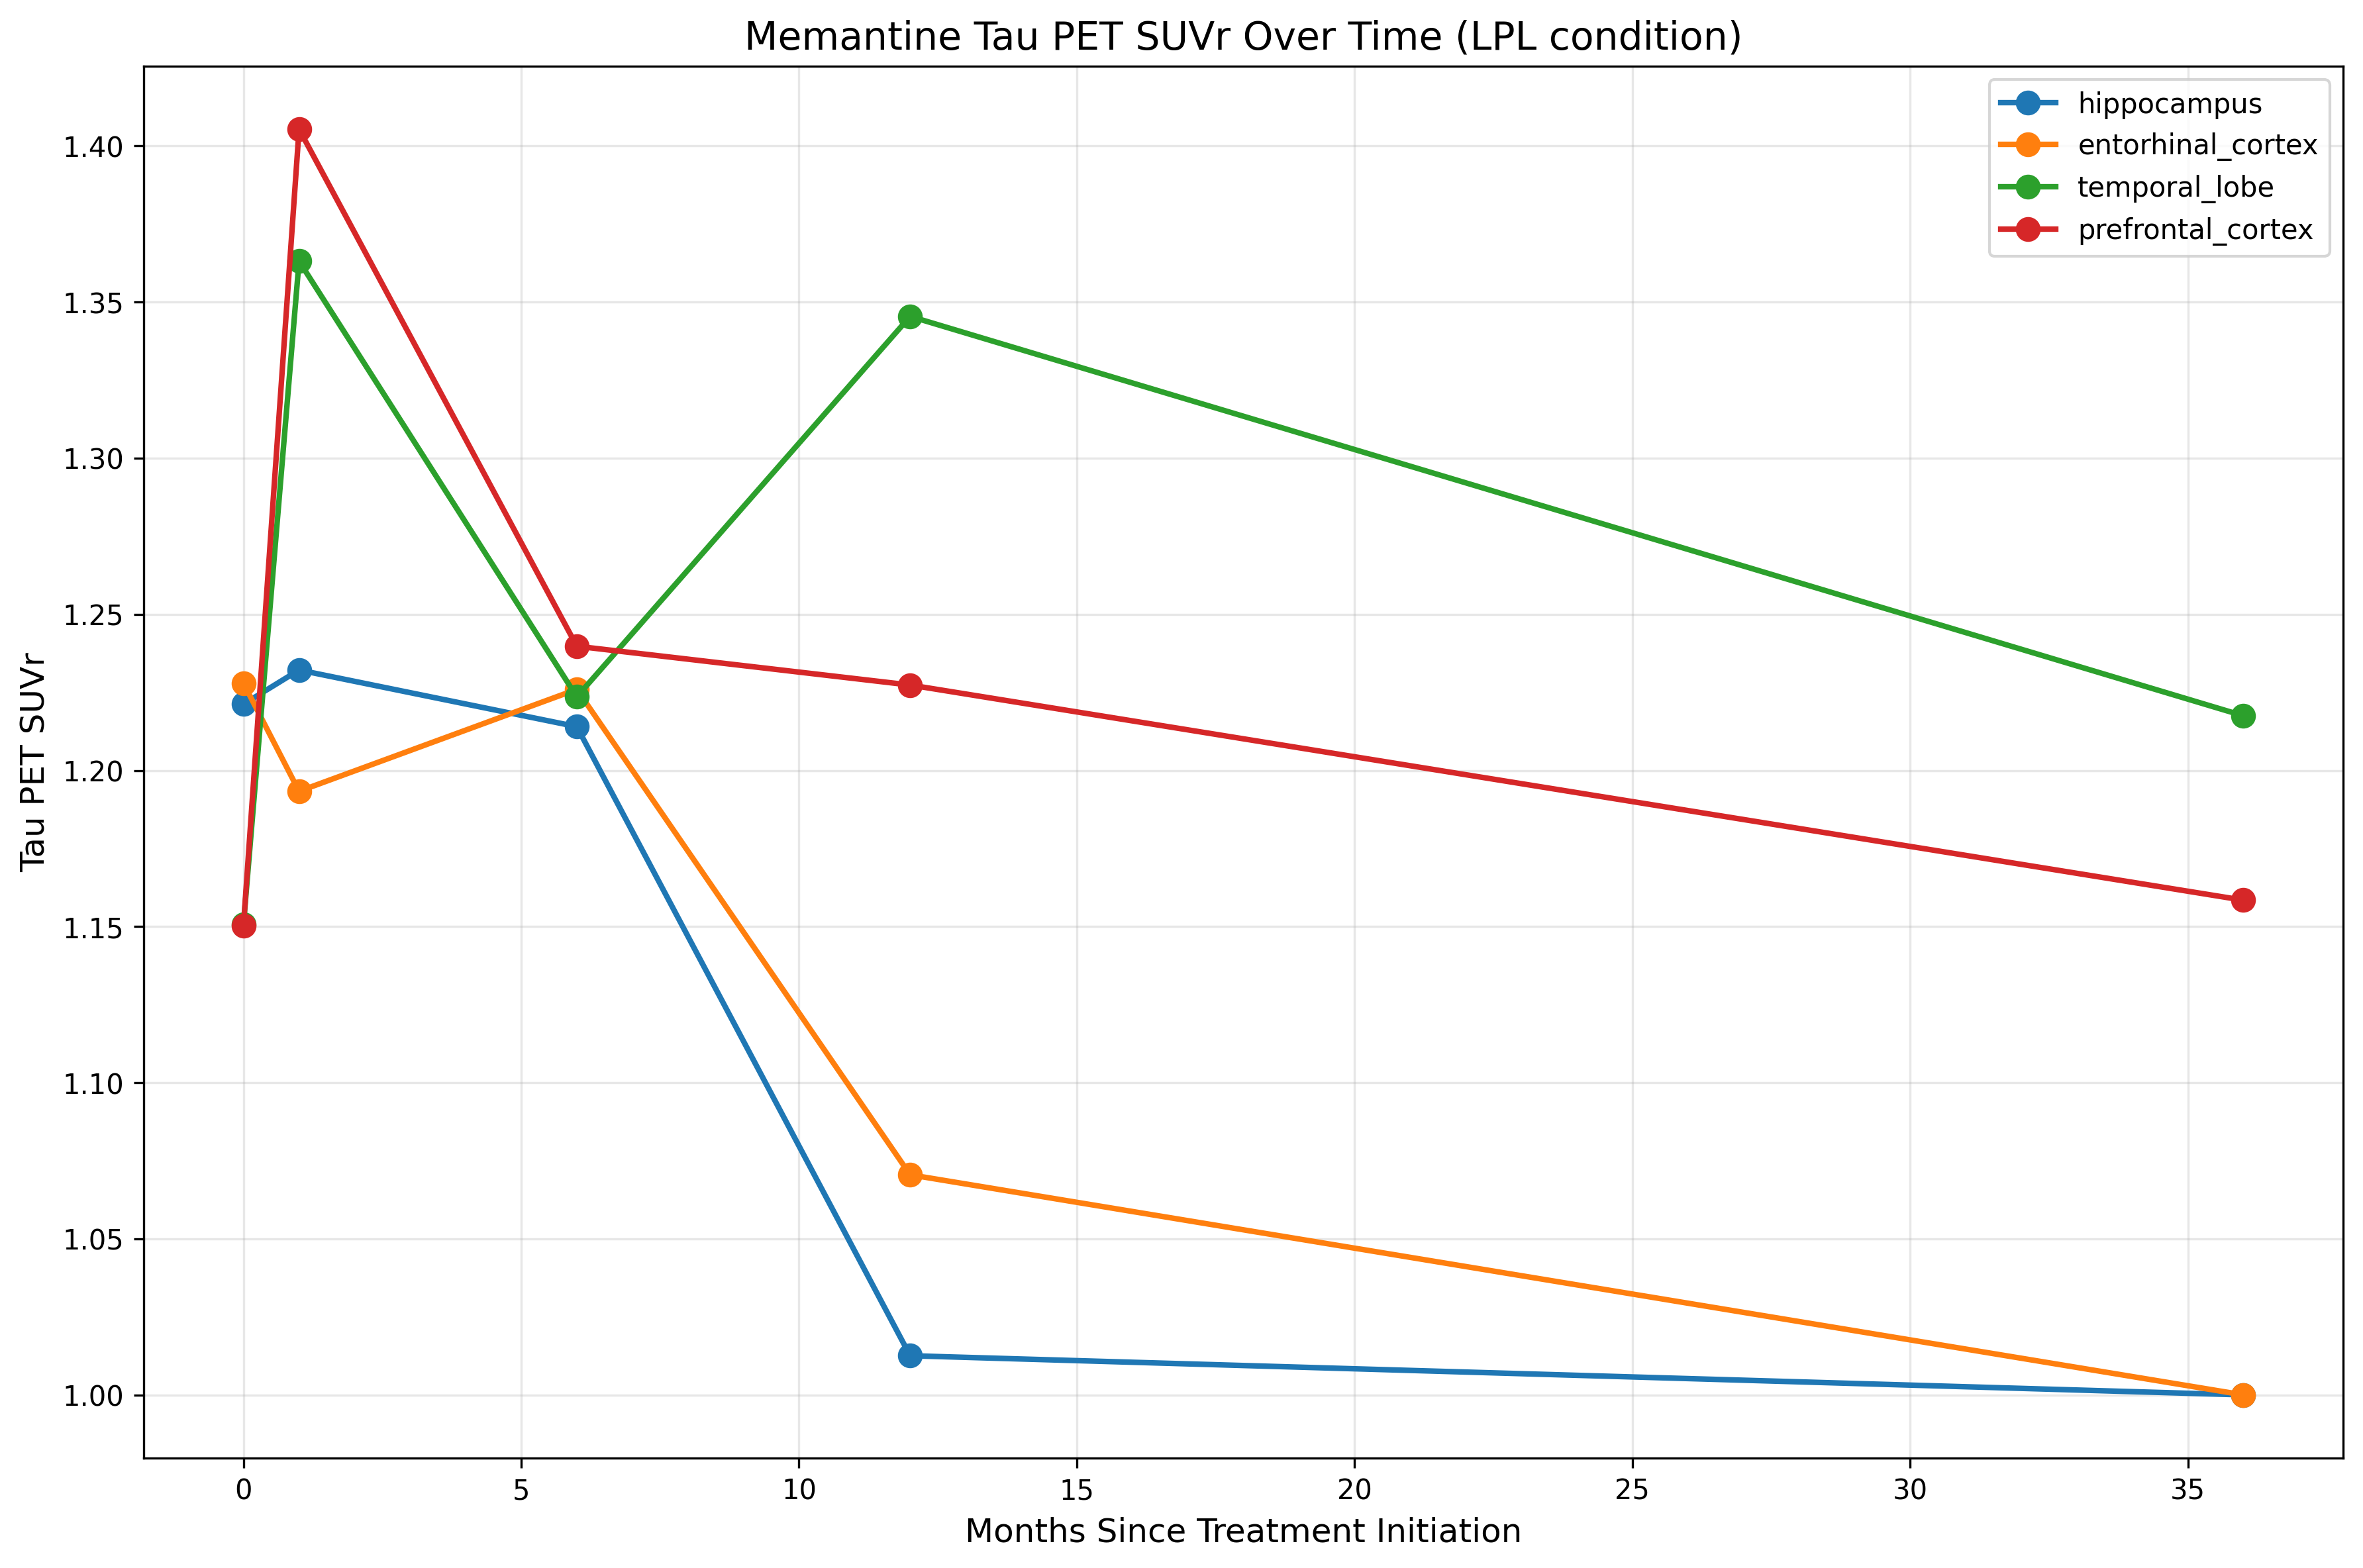 Memantine Tau PET SUVr Over Time (LPL condition)
hippocampus
entorhinal_cortex
temporal_lobe
prefrontal_cortex
Tau PET SUVr
1.40
1.35
1.30
1.25
1.20
1.15
1.10
1.05
1.00
0 5 10 15 20 25 30 35
Months Since Treatment Initiation